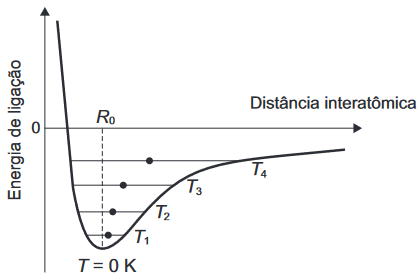 Energia de ligação
R₀
Distância interatômica
0
T₄
T₃
T₂
T₁
T = 0 K